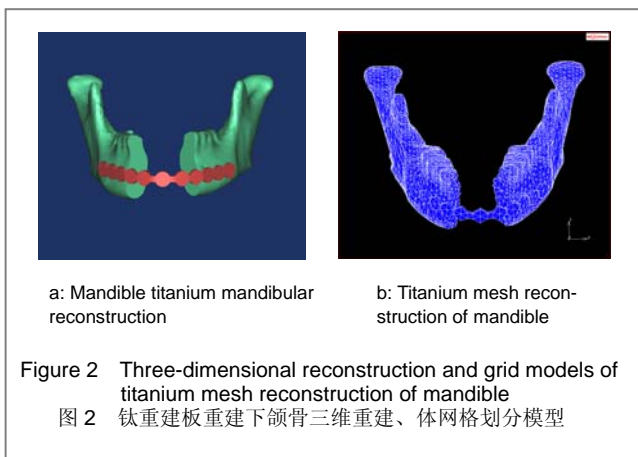 a: Mandible titanium mandibular
reconstruction
b: Titanium mesh recon-
struction of mandible
Figure 2 Three-dimensional reconstruction and grid models of
titanium mesh reconstruction of mandible
图 2 钛重建板重建下颌骨三维重建、体网格划分模型